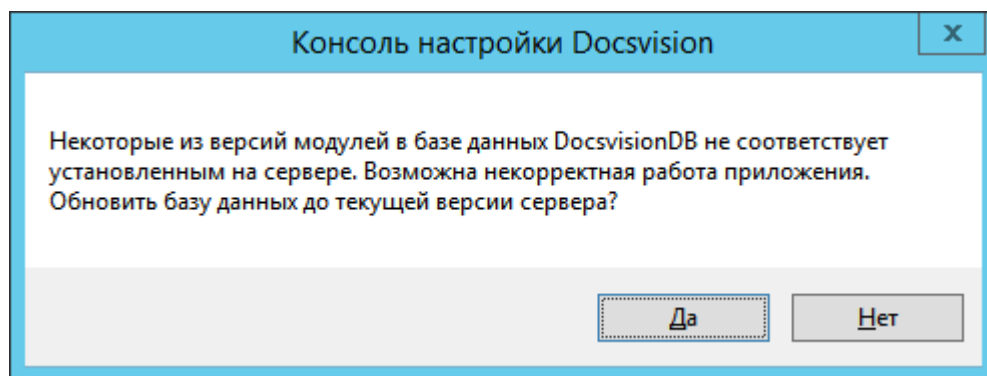 Консоль настройки Docsvision
x
Некоторые из версий модулей в базе данных DocsvisionDB не соответствует
установленным на сервере. Возможна некорректная работа приложения.
Обновить базу данных до текущей версии сервера?
Да
Нет